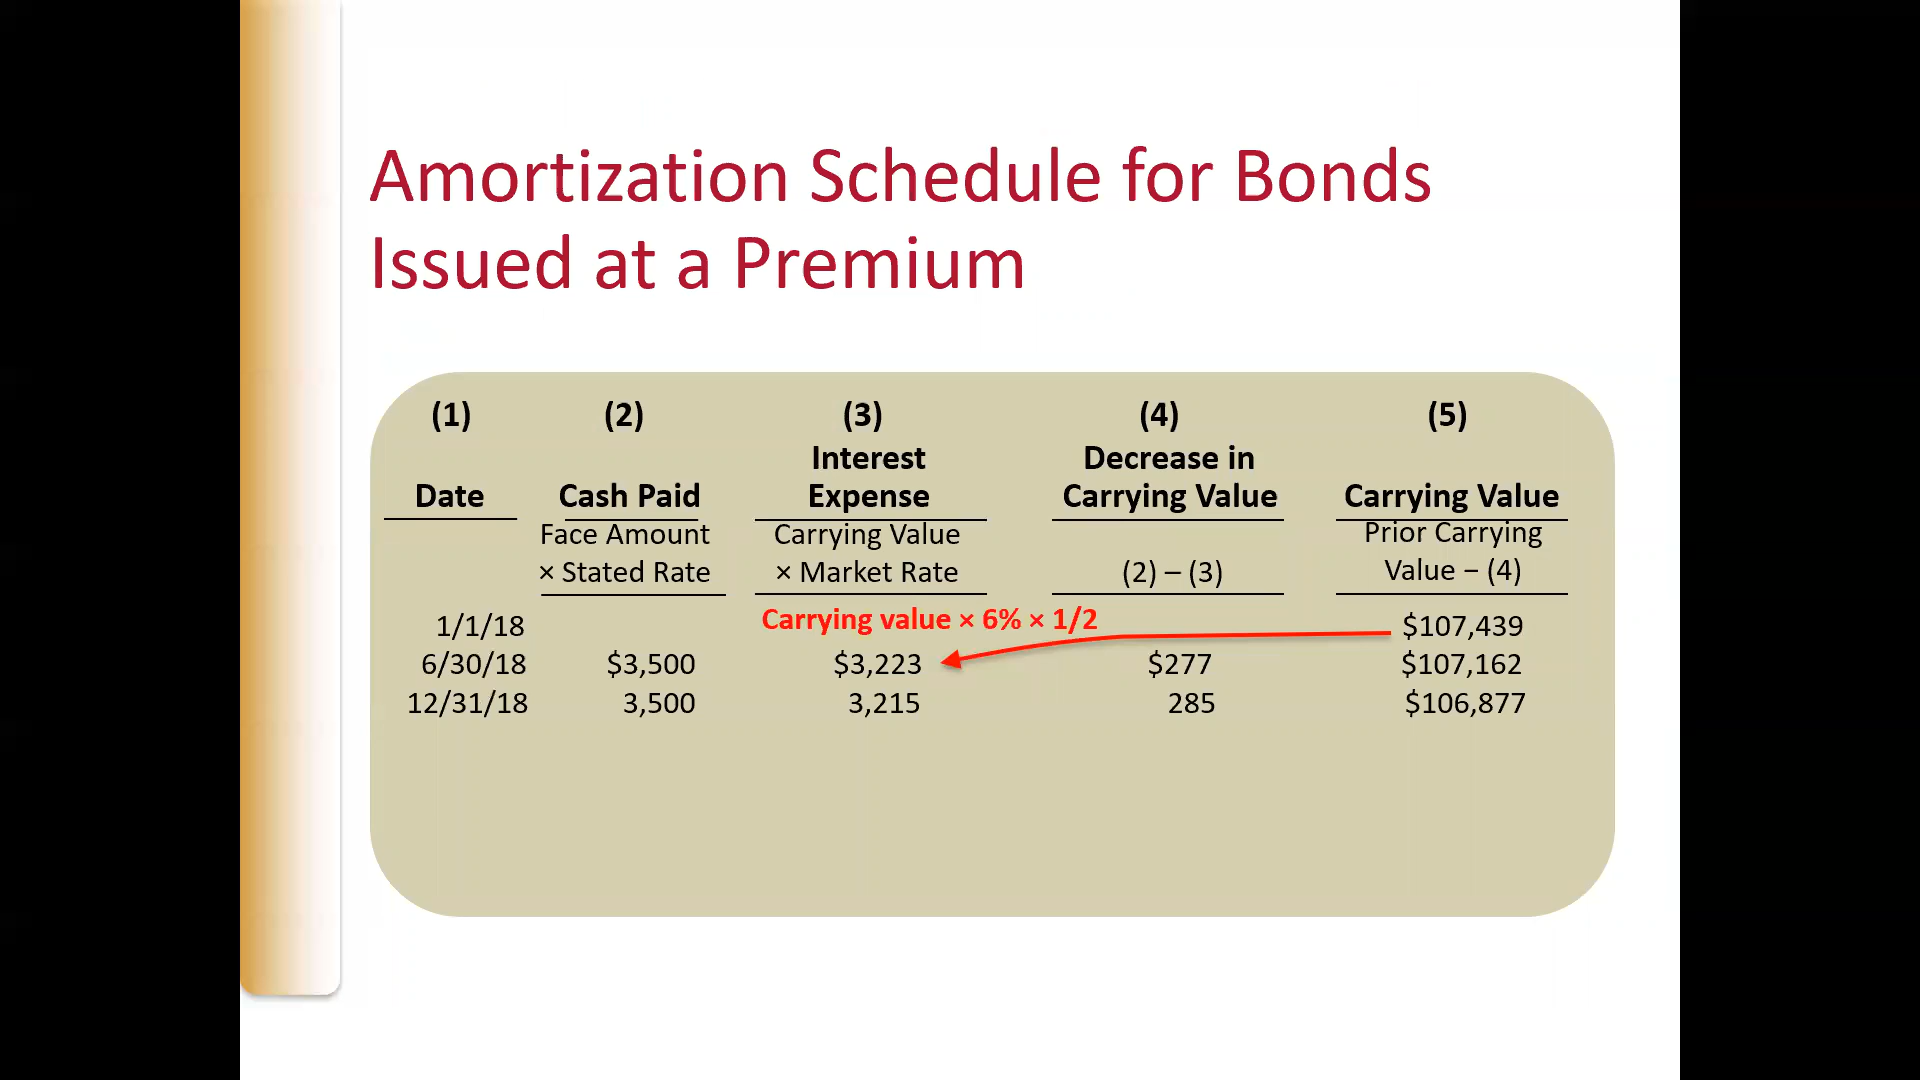 Amortization Schedule for Bonds
Issued at a Premium
(1) (2) (3) (4) (5)
Interest Decrease in
Date Cash Paid Expense Carrying Value Carrying Value
Face Amount Carrying Value Prior Carrying
× Stated Rate × Market Rate (2) – (3) Value – (4)
Carrying value × 6% × 1/2
1/1/18 $107,439
6/30/18 $3,500 $3,223 $277 $107,162
12/31/18 3,500 3,215 285 $106,877